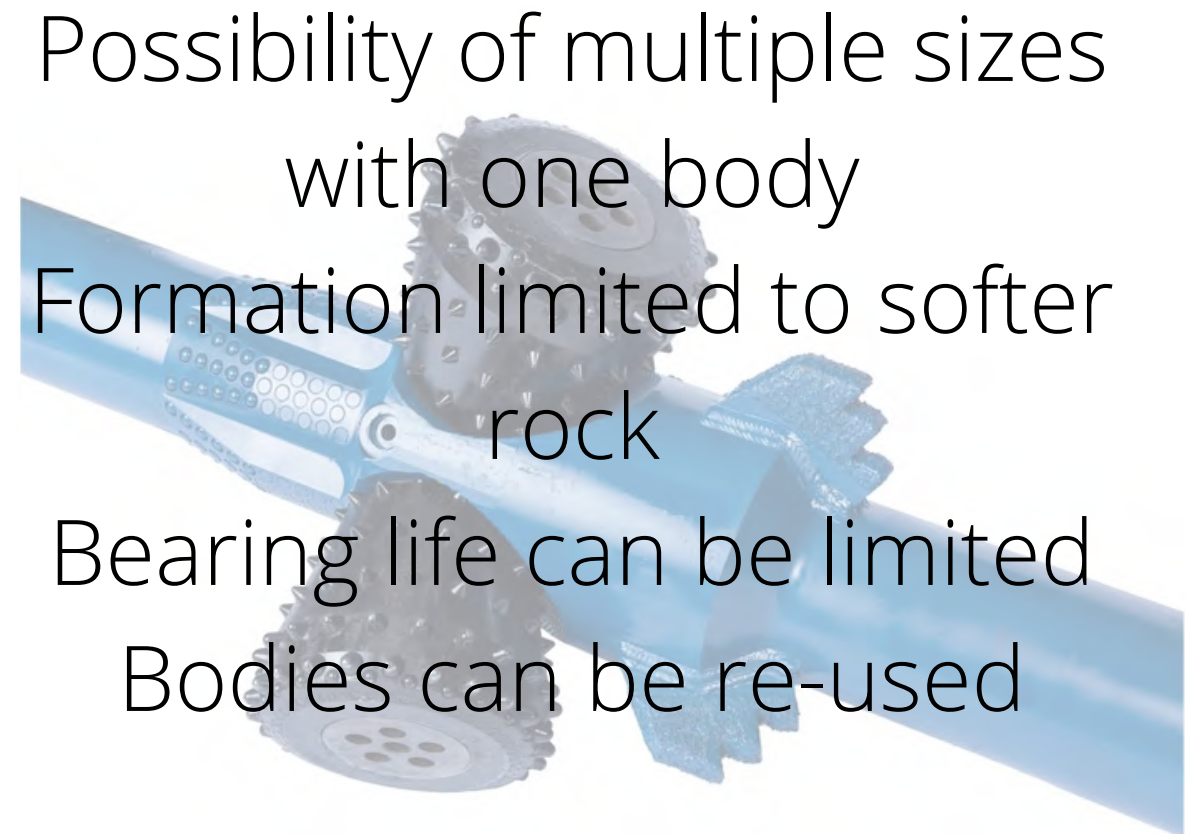 Possibility of multiple sizes
with one body
Formation limited to softer
rock
Bearing life can be limited
Bodies can be re-used